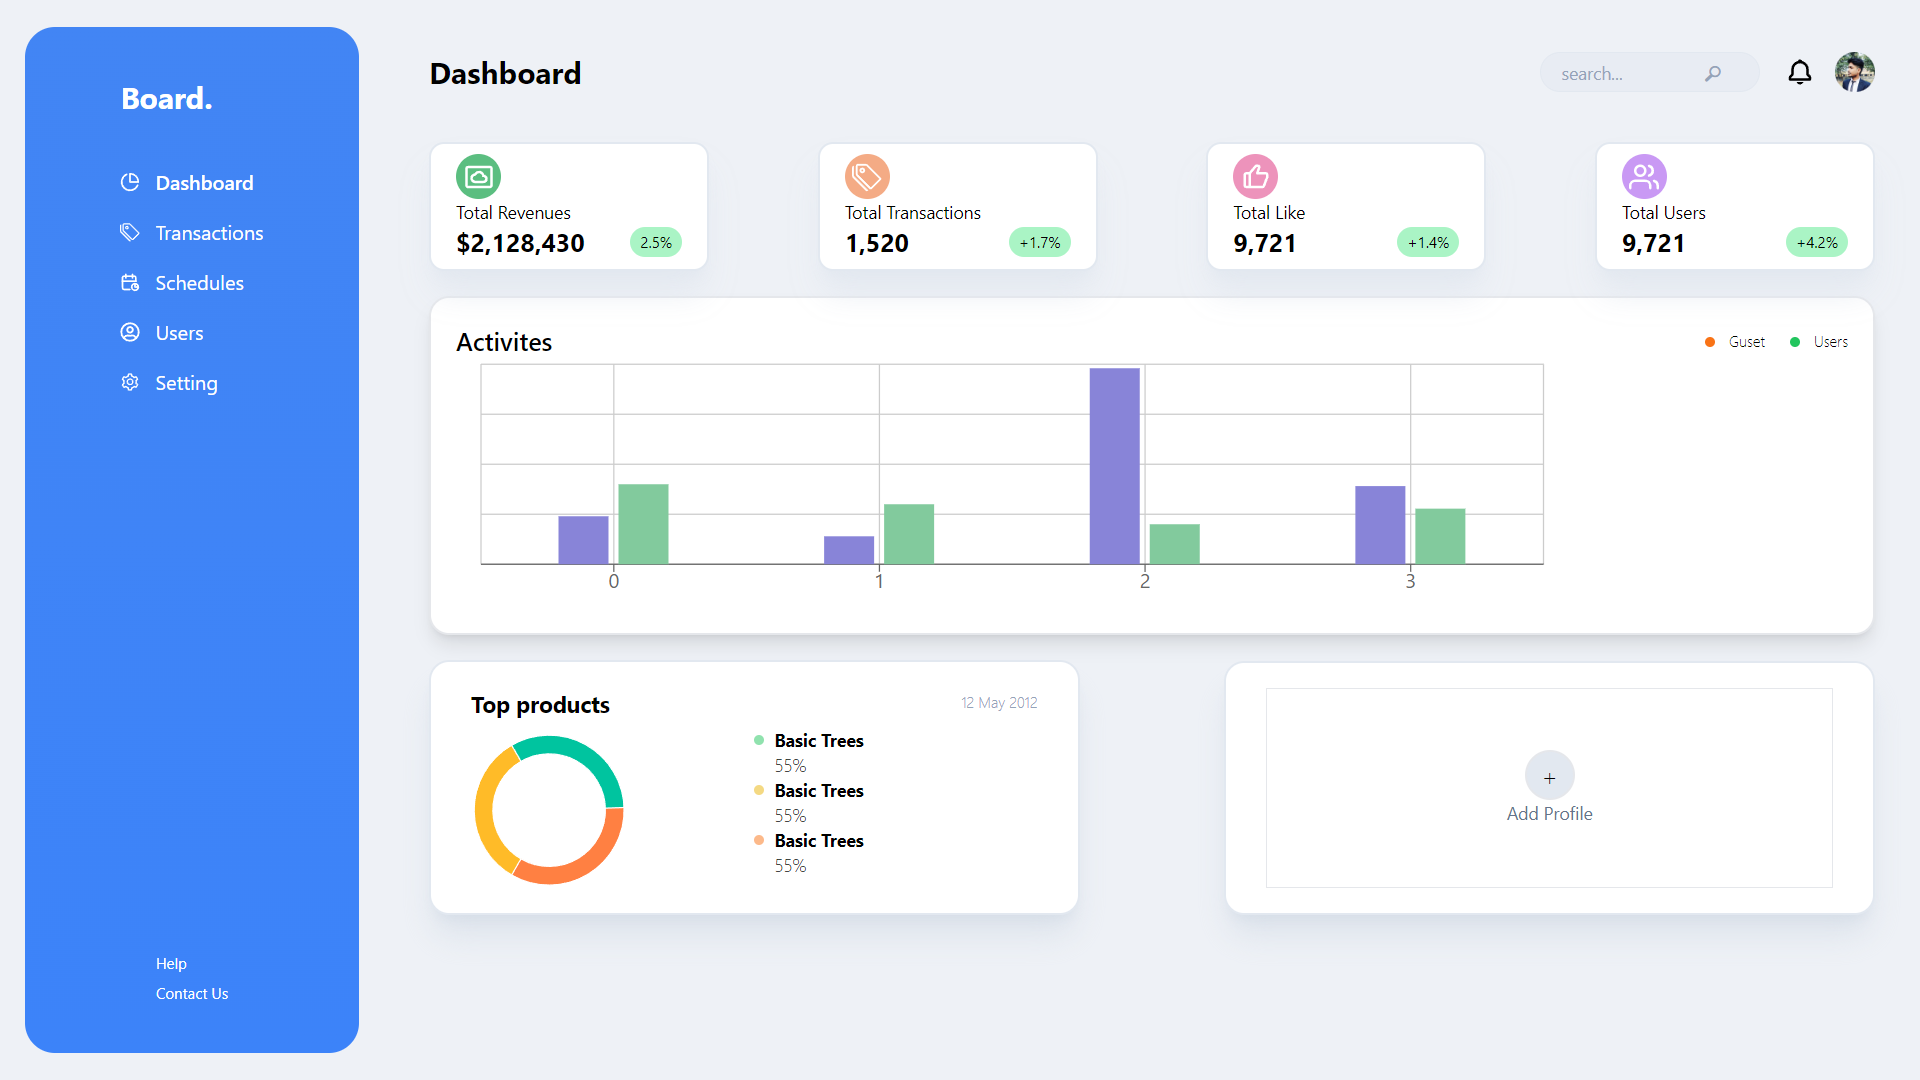 Board.
Dashboard
Transactions
Schedules
Users
Setting
Help
Contact Us
Dashboard
search...
Total Revenues
$2,128,430
2.5%
Total Transactions
1,520
+1.7%
Total Like
9,721
+1.4%
Total Users
9,721
+4.2%
Activites
Guset
Users
0
1
2
3
Top products
12 May 2012
Basic Trees
55%
Basic Trees
55%
Basic Trees
55%
+
Add Profile